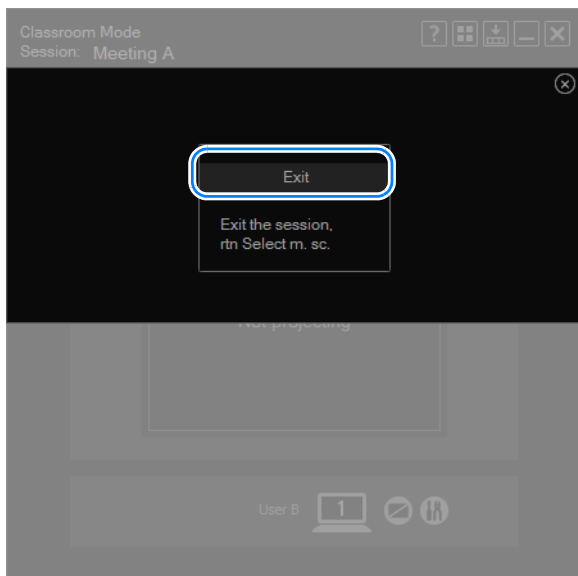 Classroom Mode
Session: Meeting A
?
Exit
Exit the session,
rtn Select m. sc.
Not projecting
User B 1